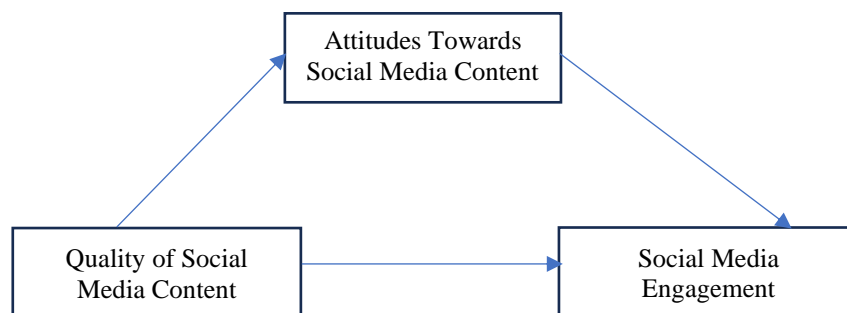 Attitudes Towards
Social Media Content
Quality of Social
Media Content
Social Media
Engagement